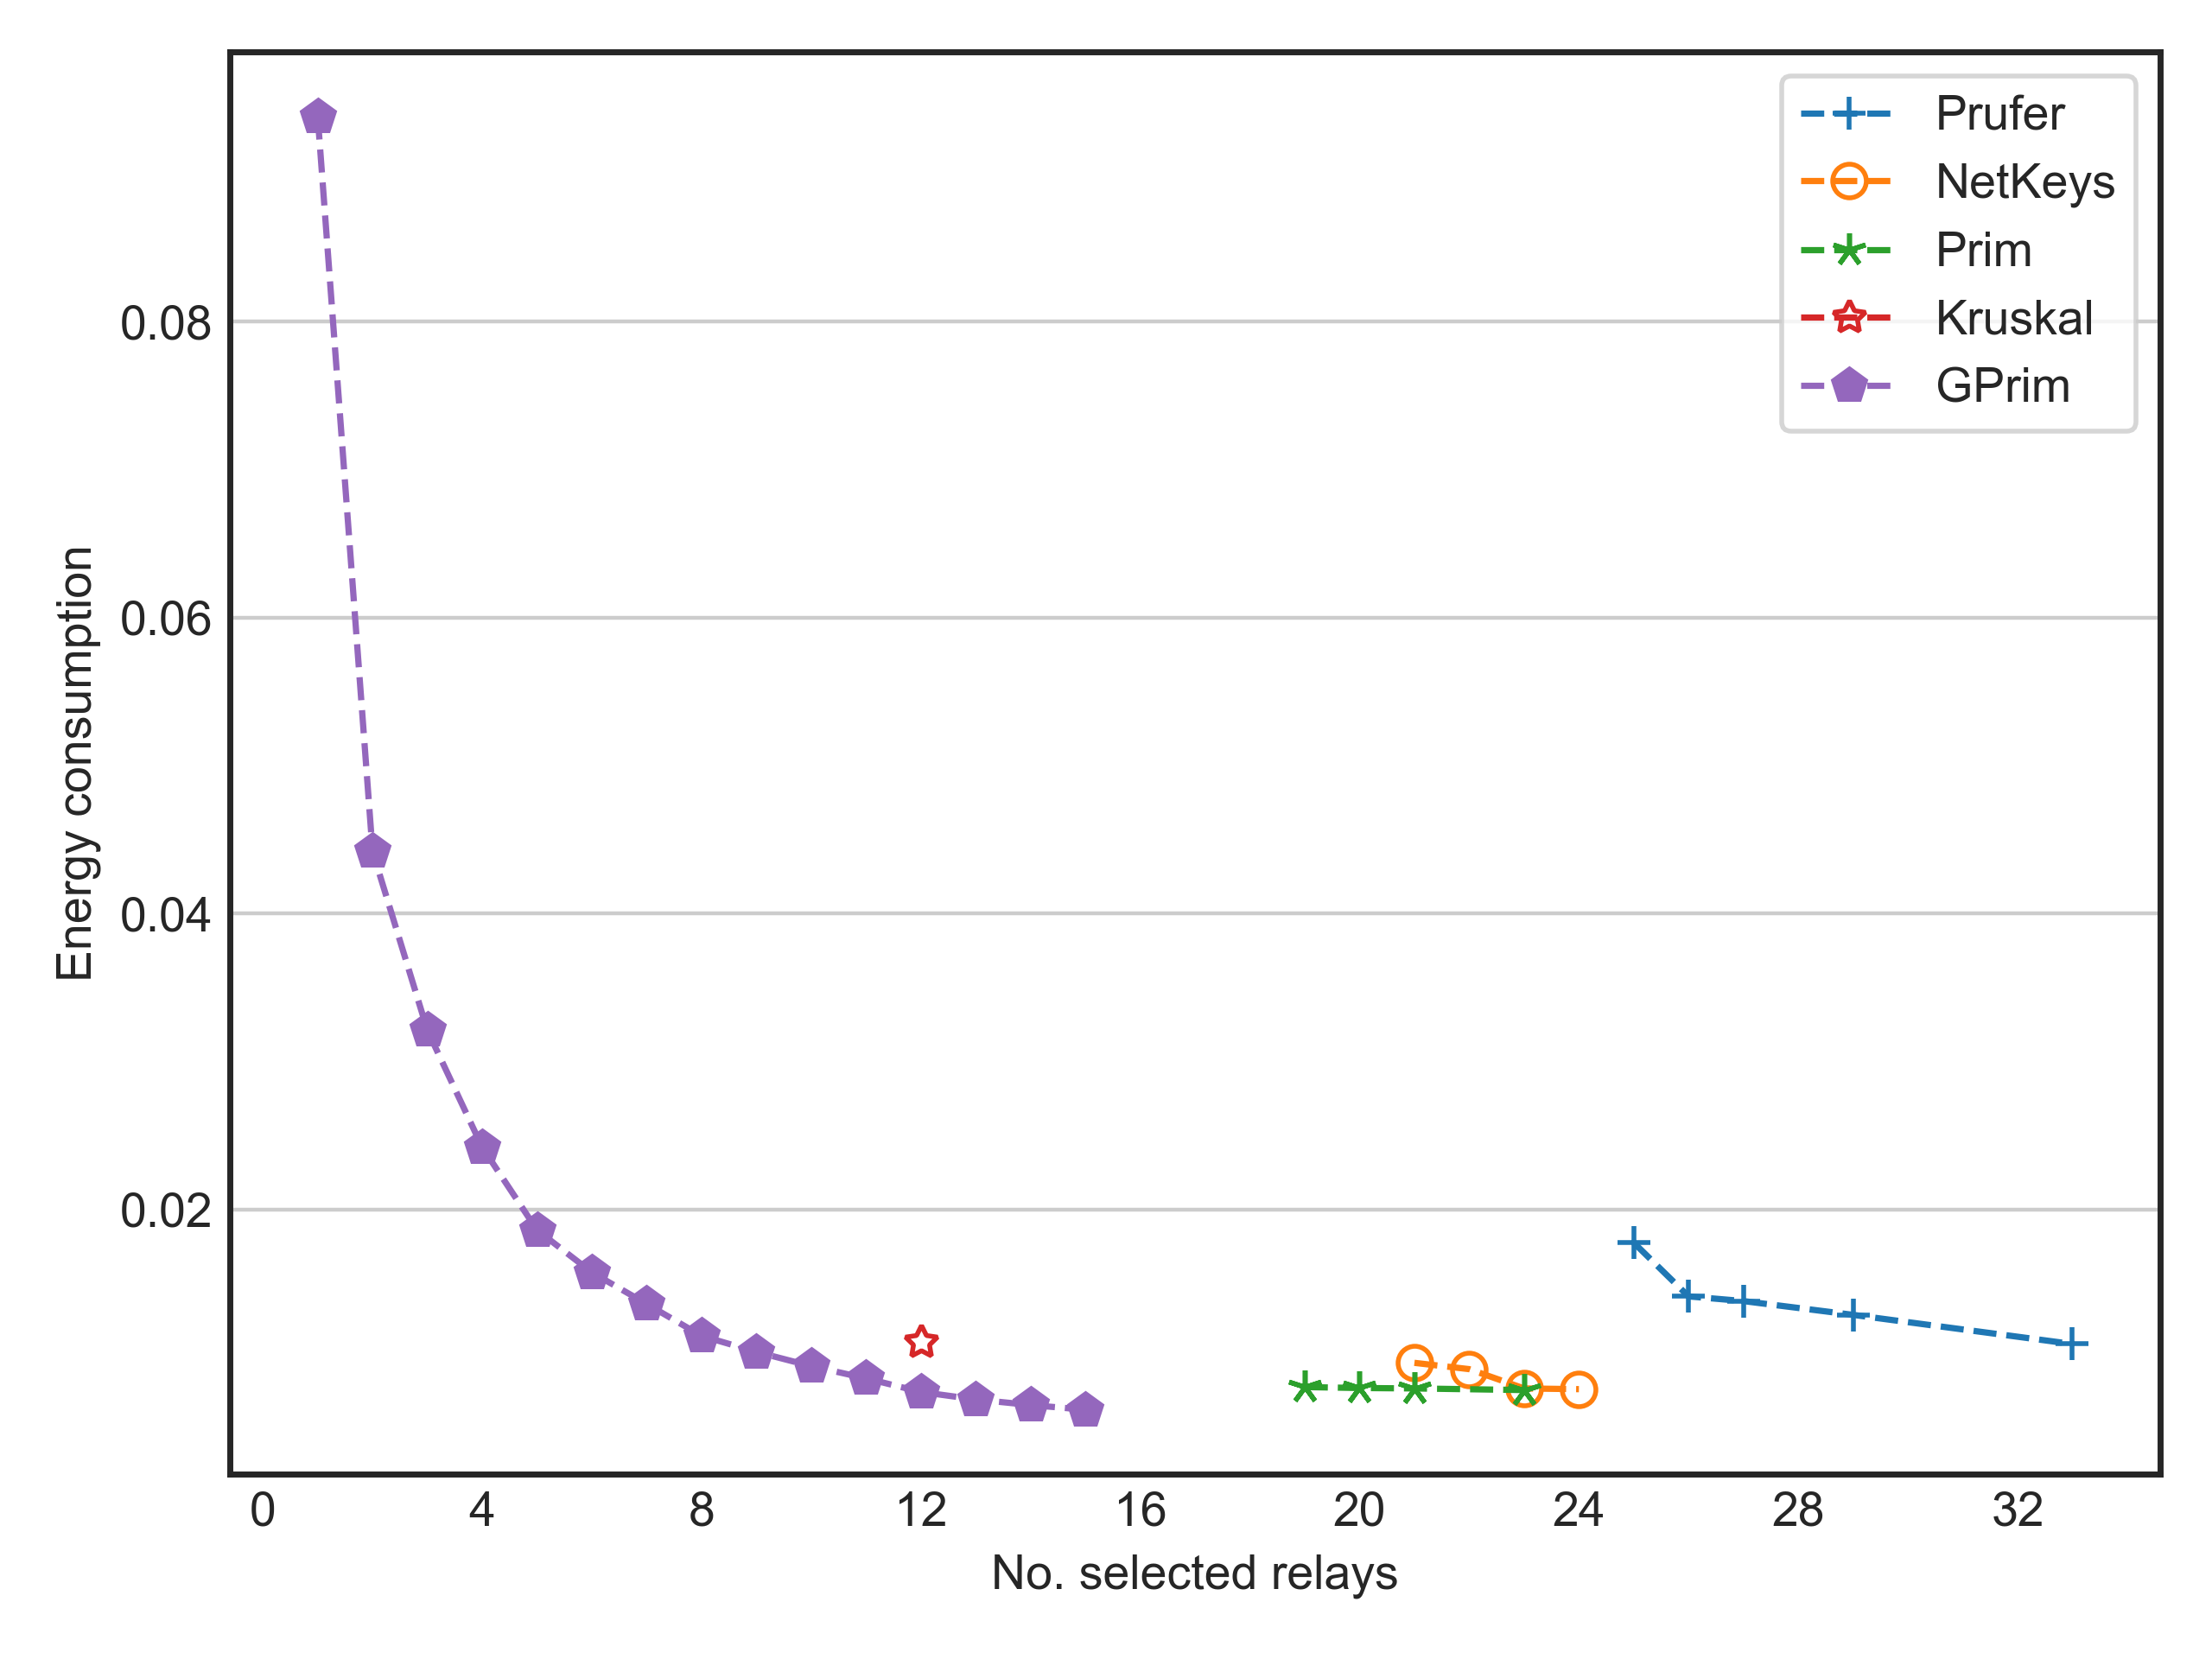 Prufer
NetKeys
Prim
Kruskal
GPrim
0.08
0.06
0.04
0.02
Energy consumption
0 4 8 12 16 20 24 28 32
No. selected relays